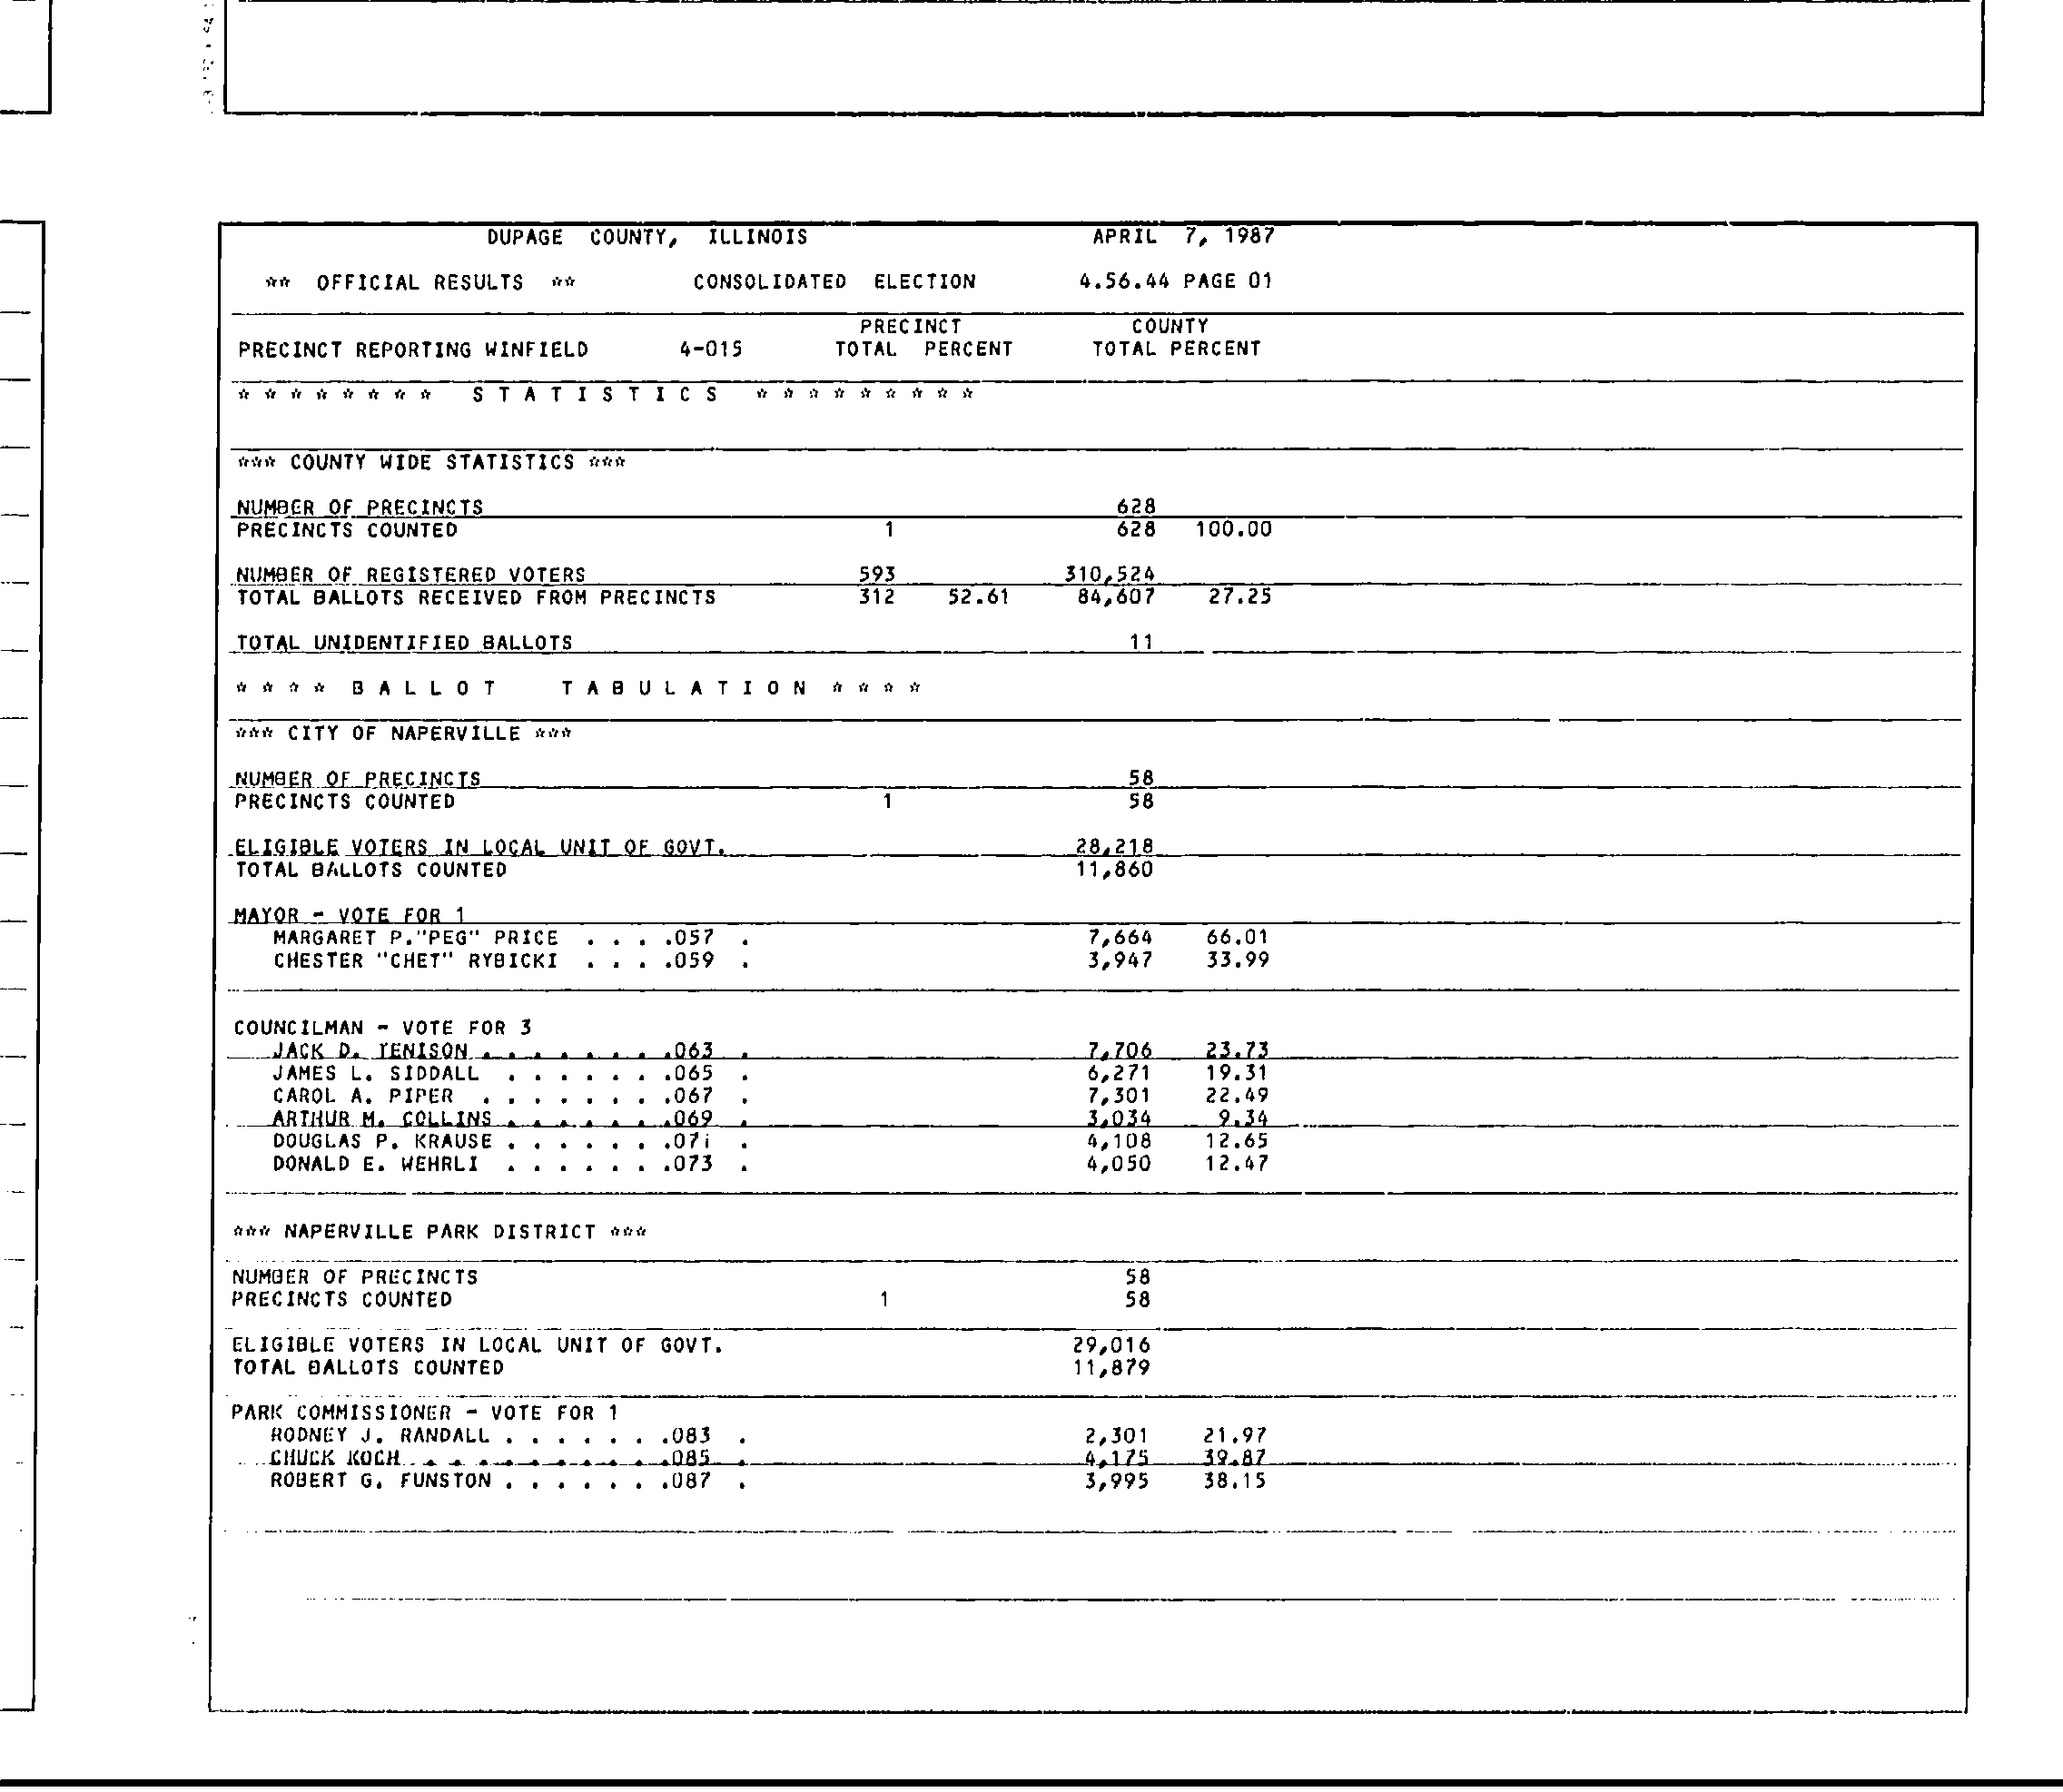 DUPAGE COUNTY, ILLINOIS APRIL 7, 1987
** OFFICIAL RESULTS ** CONSOLIDATED ELECTION 4.56.44 PAGE 01
PRECINCT COUNTY
PRECINCT REPORTING WINFIELD 4-015 TOTAL PERCENT TOTAL PERCENT
* * * * * * * * S T A T I S T I C S * * * * * * * * *
*** COUNTY WIDE STATISTICS ***
NUMBER OF PRECINCTS 628
PRECINCTS COUNTED 1 628 100.00
NUMBER OF REGISTERED VOTERS 593 310,524
TOTAL BALLOTS RECEIVED FROM PRECINCTS 312 52.61 84,607 27.25
TOTAL UNIDENTIFIED BALLOTS 11
* * * * B A L L O T T A B U L A T I O N * * * *
*** CITY OF NAPERVILLE ***
NUMBER OF PRECINCTS 58
PRECINCTS COUNTED 1 58
ELIGIBLE VOTERS IN LOCAL UNIT OF GOVT. 28,218
TOTAL BALLOTS COUNTED 11,860
MAYOR - VOTE FOR 1
MARGARET P."PEG" PRICE . . . .057 . 7,664 66.01
CHESTER "CHET" RYBICKI . . . .059 . 3,947 33.99
COUNCILMAN - VOTE FOR 3
JACK D. TENISON . . . . . . . .063 . 7,706 23.73
JAMES L. SIDDALL . . . . . . .065 . 6,271 19.31
CAROL A. PIPER . . . . . . . .067 . 7,301 22.49
ARTHUR M. COLLINS . . . . . . .069 . 3,034 9.34
DOUGLAS P. KRAUSE . . . . . . .071 . 4,108 12.65
DONALD E. WEHRLI . . . . . . .073 . 4,050 12.47
*** NAPERVILLE PARK DISTRICT ***
NUMBER OF PRECINCTS 58
PRECINCTS COUNTED 1 58
ELIGIBLE VOTERS IN LOCAL UNIT OF GOVT. 29,016
TOTAL BALLOTS COUNTED 11,879
PARK COMMISSIONER - VOTE FOR 1
RODNEY J. RANDALL . . . . . . .083 . 2,301 21.97
CHUCK KOCH . . . . . . . . . .085 . 4,175 39.87
ROBERT G. FUNSTON . . . . . . .087 . 3,995 38.15